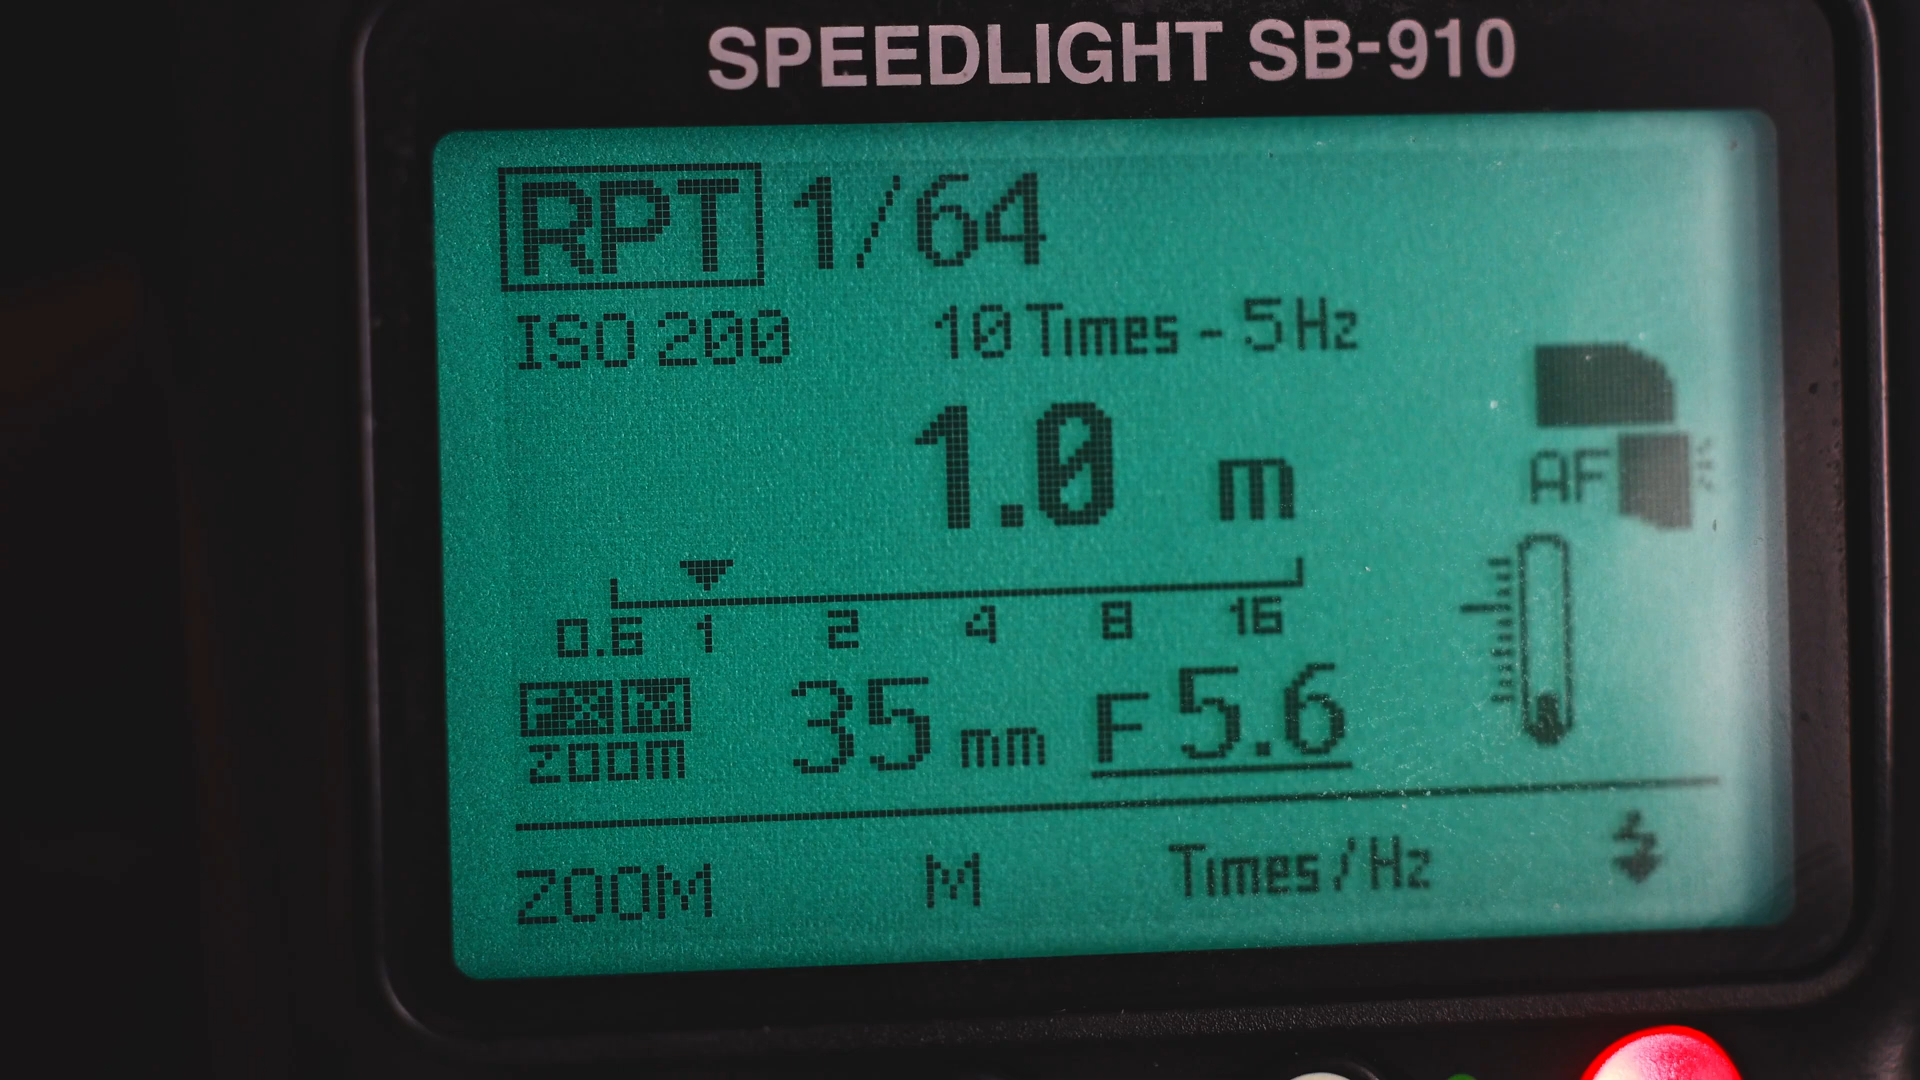 SPEEDLIGHT SB-910
RPT 1/64
ISO 200 10 Times - 5 Hz
1.0 m
AF
0.6 1 2 4 8 16
FX M
zoom 35 mm F 5.6
ZOOM M Times/Hz